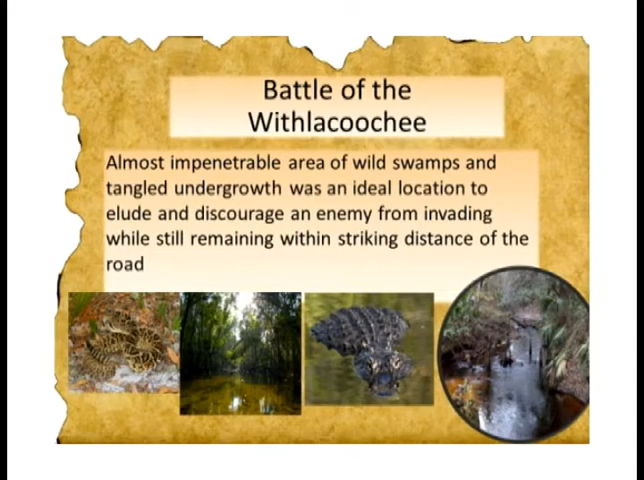 Battle of the
Withlacoochee
Almost impenetrable area of wild swamps and
tangled undergrowth was an ideal location to
elude and discourage an enemy from invading
while still remaining within striking distance of the
road